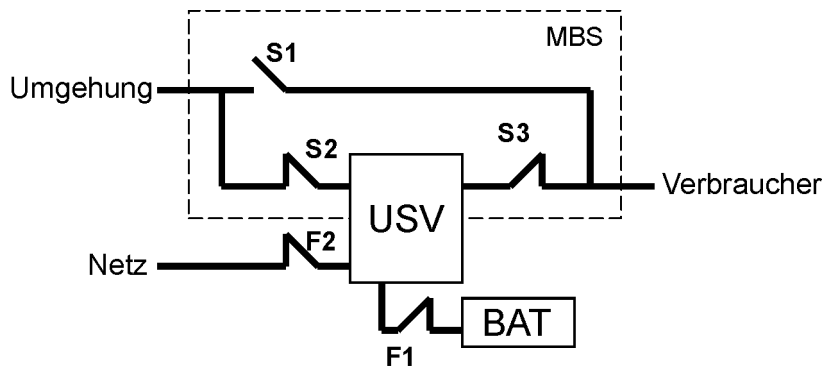 MBS
S1
Umgehung
S2
S3
Verbraucher
USV
F2
Netz
BAT
F1